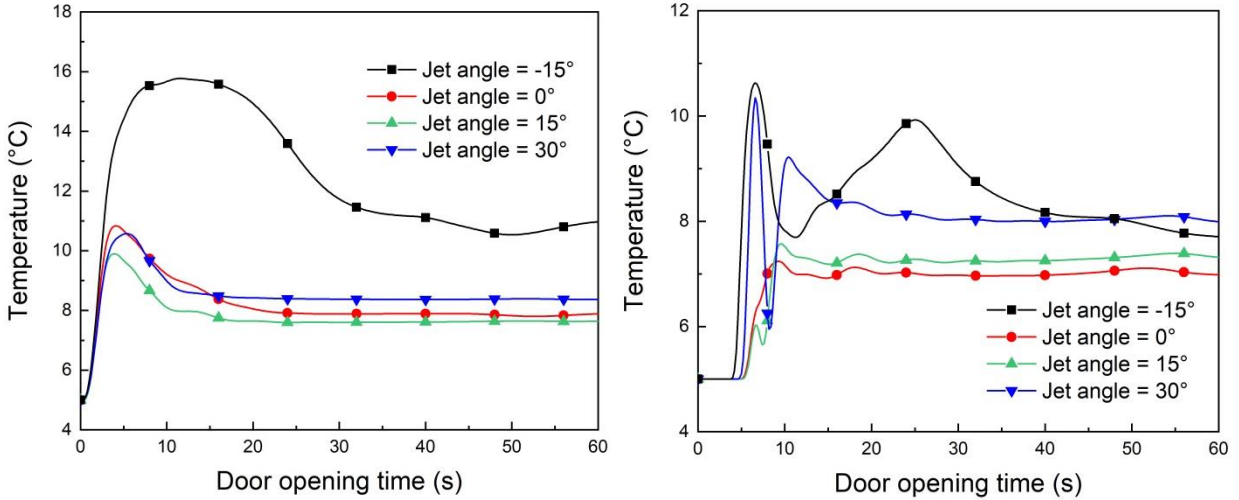 18
16
14
12
10
8
6
4
0
10
20
30
40
50
60
Temperature (°C)
Door opening time (s)
Jet angle = -15°
Jet angle = 0°
Jet angle = 15°
Jet angle = 30°
12
10
8
6
4
0
10
20
30
40
50
60
Temperature (°C)
Door opening time (s)
Jet angle = -15°
Jet angle = 0°
Jet angle = 15°
Jet angle = 30°